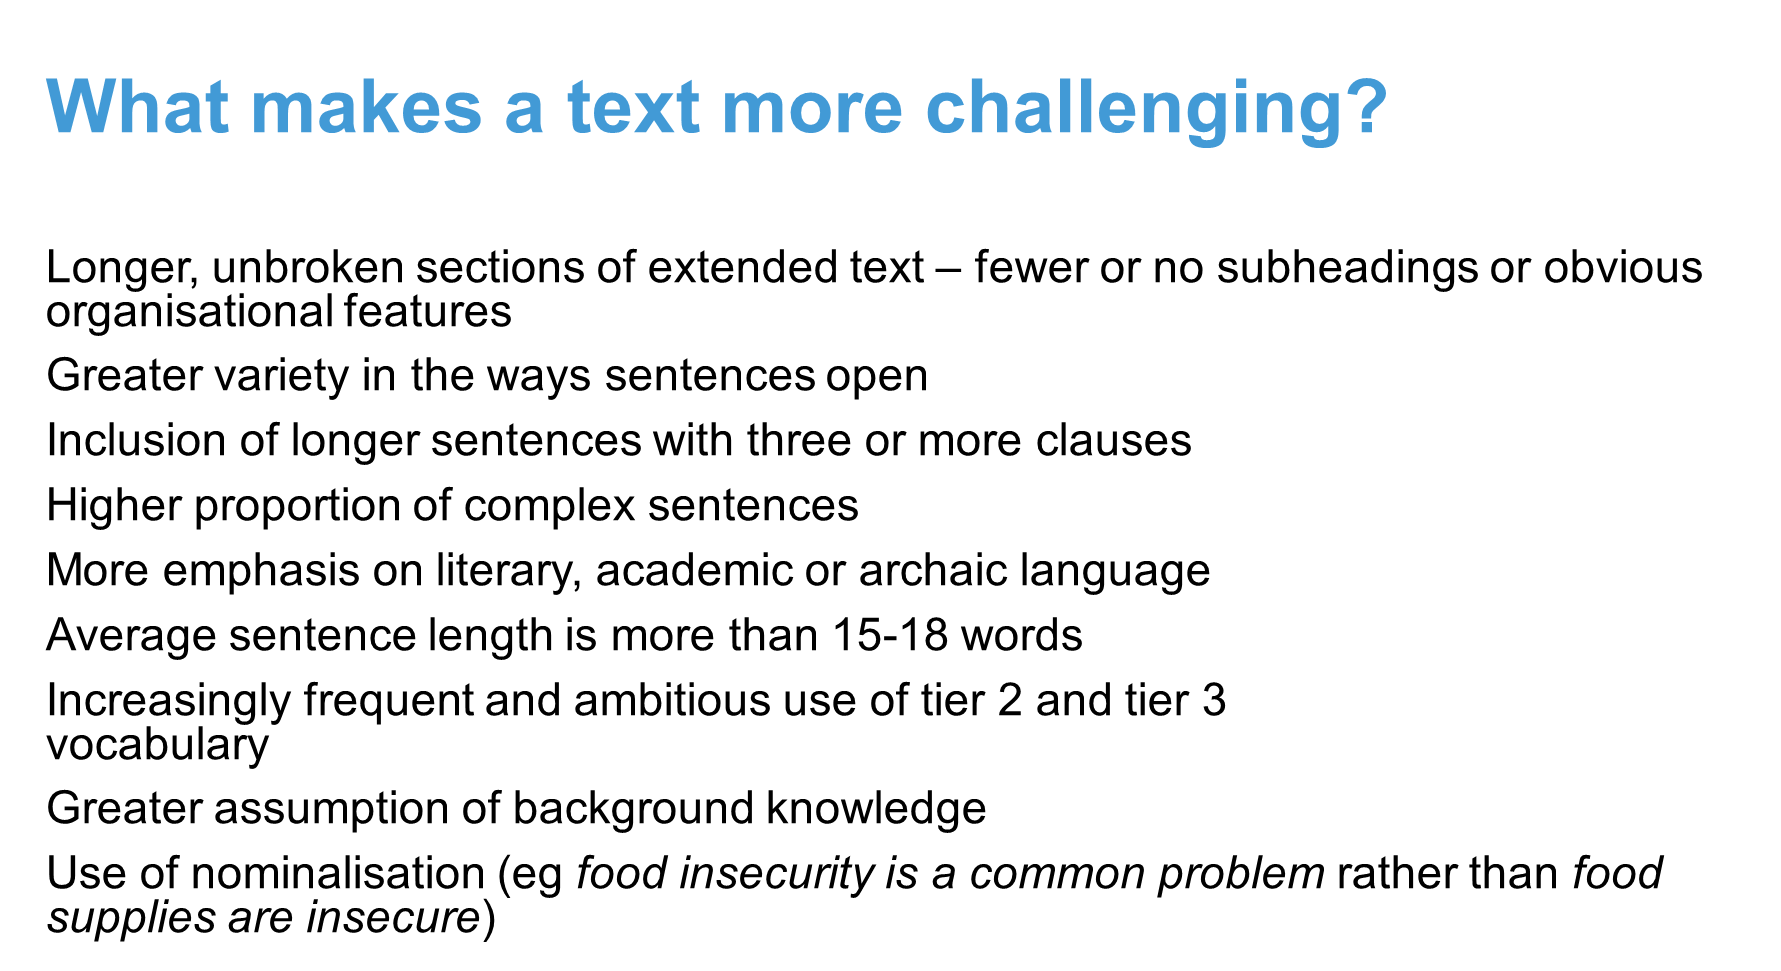 What makes a text more challenging?
Longer, unbroken sections of extended text – fewer or no subheadings or obvious
organisational features
Greater variety in the ways sentences open
Inclusion of longer sentences with three or more clauses
Higher proportion of complex sentences
More emphasis on literary, academic or archaic language
Average sentence length is more than 15-18 words
Increasingly frequent and ambitious use of tier 2 and tier 3
vocabulary
Greater assumption of background knowledge
Use of nominalisation (eg food insecurity is a common problem rather than food
supplies are insecure)